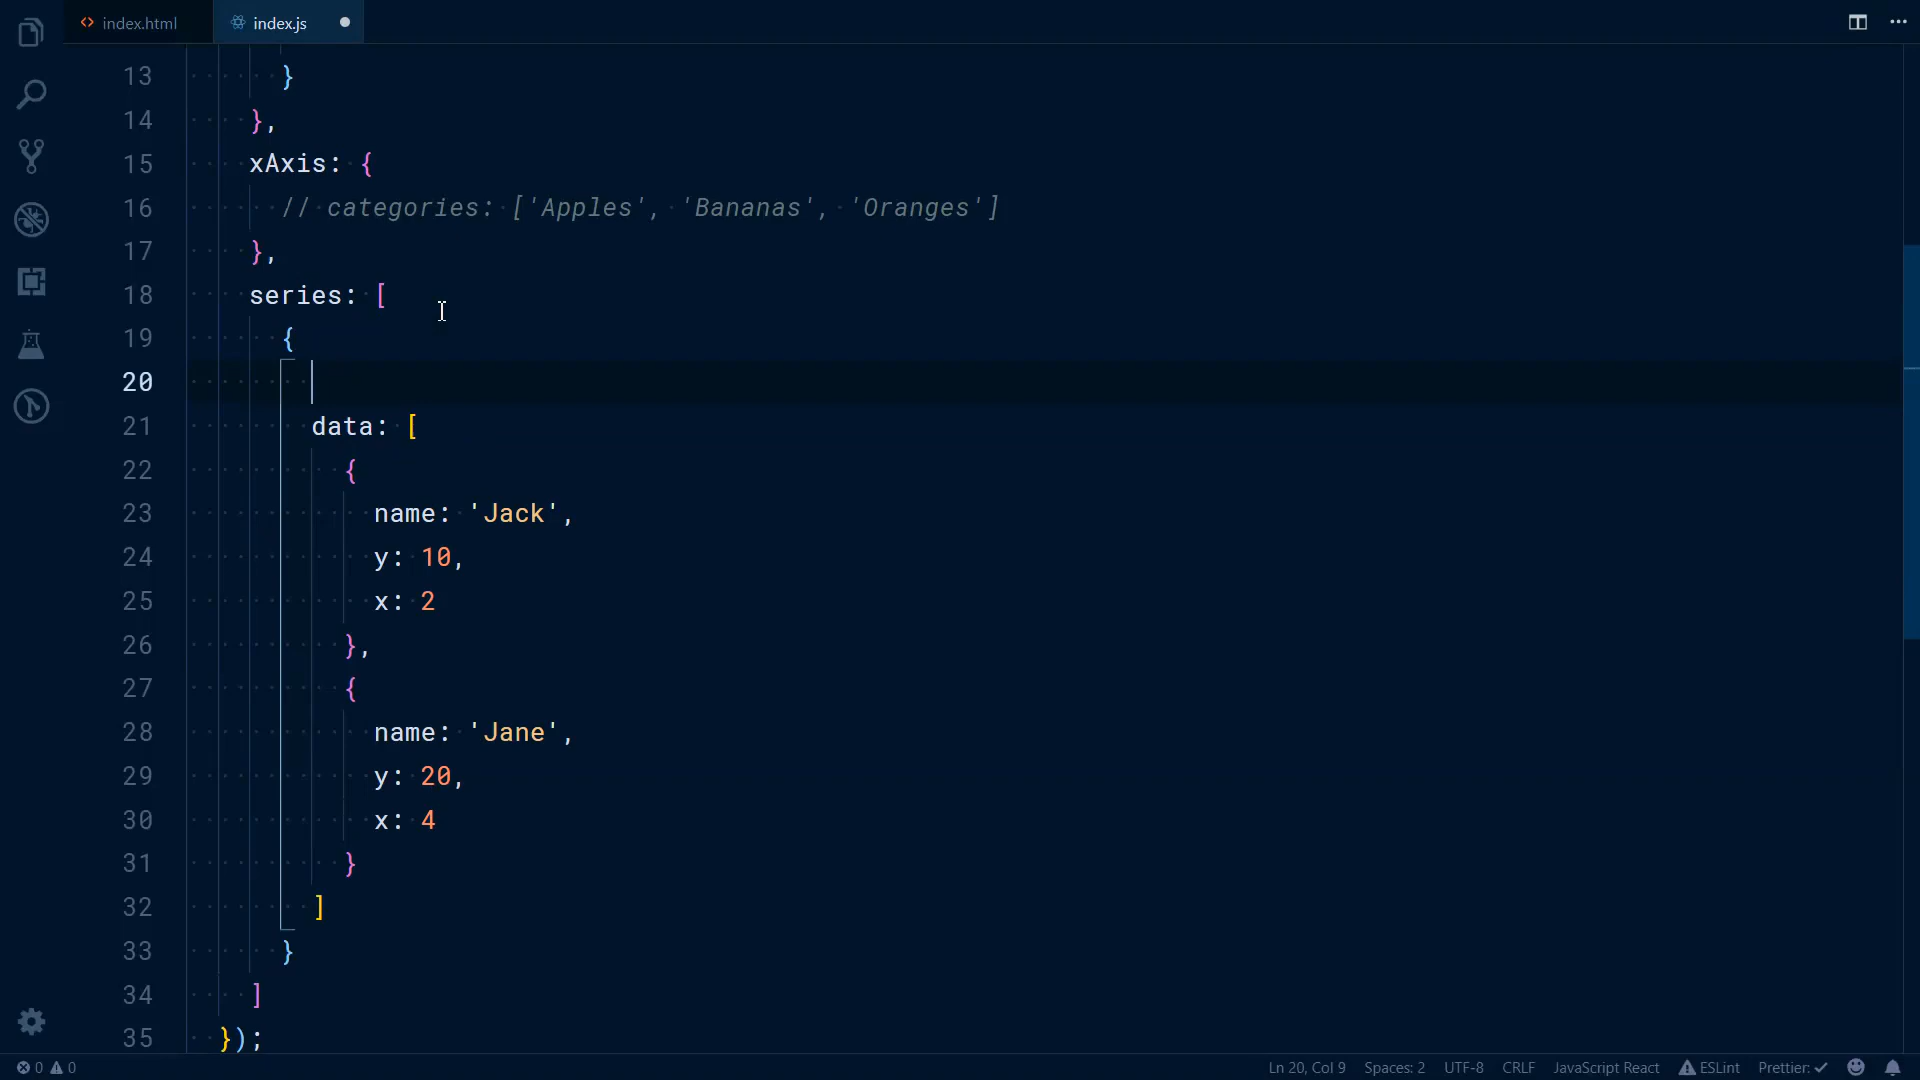 index.html
index.js
13 }
14 },
15 xAxis: {
16 // categories: ['Apples', 'Bananas', 'Oranges']
17 },
18 series: [
19 {
20
21 data: [
22 {
23 name: 'Jack',
24 y: 10,
25 x: 2
26 },
27 {
28 name: 'Jane',
29 y: 20,
30 x: 4
31 }
32 ]
33 }
34 ]
35 });
0 0 Ln 20, Col 9 Spaces: 2 UTF-8 CRLF JavaScript React ESLint Prettier: ✓